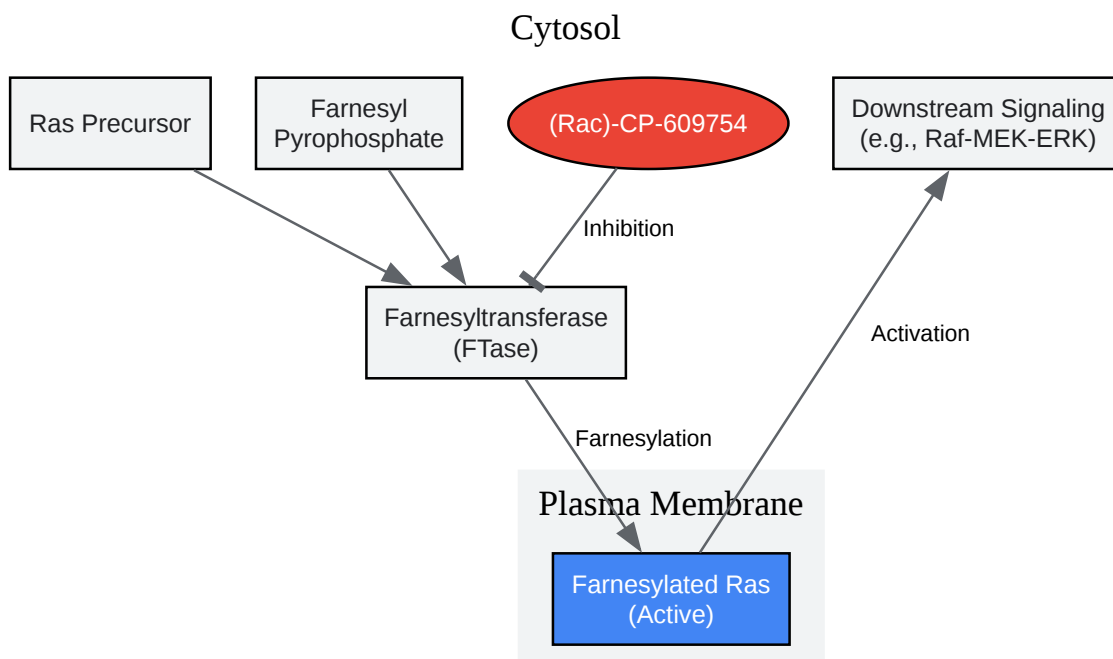 Cytosol
Ras Precursor
Farnesyl
Pyrophosphate
(Rac)-CP-609754
Downstream Signaling
(e.g., Raf-MEK-ERK)
Inhibition
Farnesyltransferase
(FTase)
Activation
Farnesylation
Plasma Membrane
Farnesylated Ras
(Active)